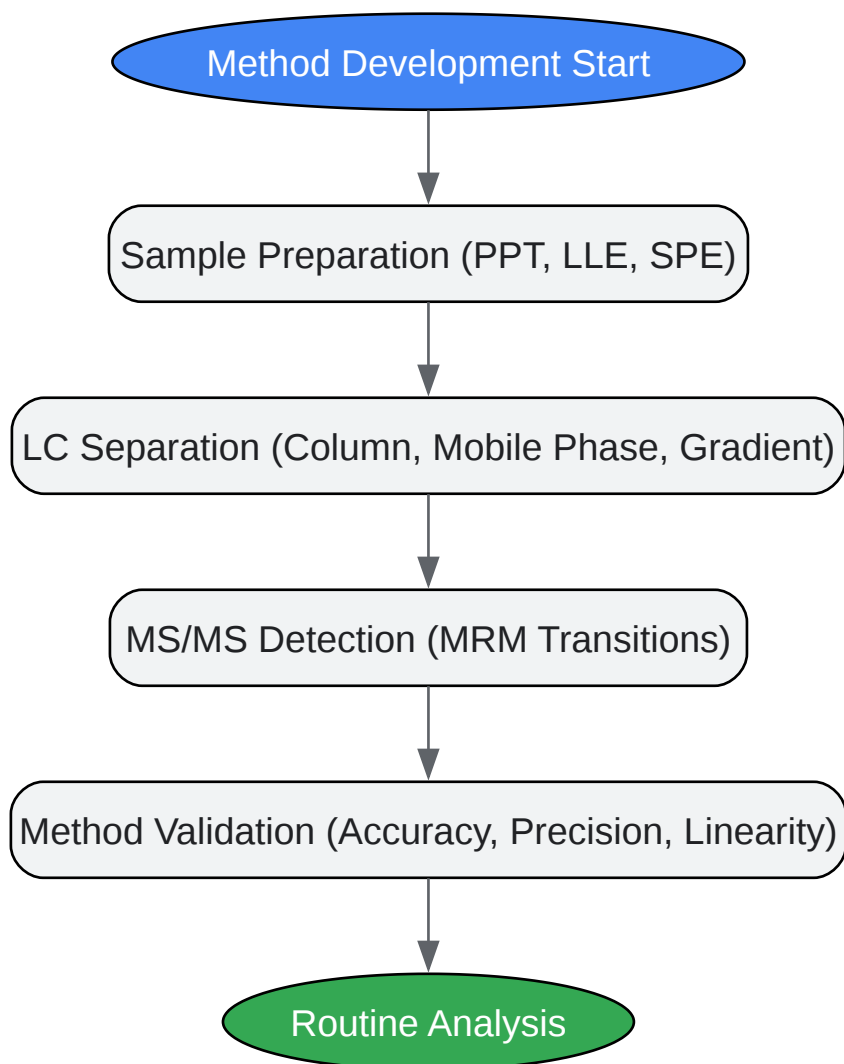 Method Development Start
Sample Preparation (PPT, LLE, SPE)
LC Separation (Column, Mobile Phase, Gradient)
MS/MS Detection (MRM Transitions)
Method Validation (Accuracy, Precision, Linearity)
Routine Analysis